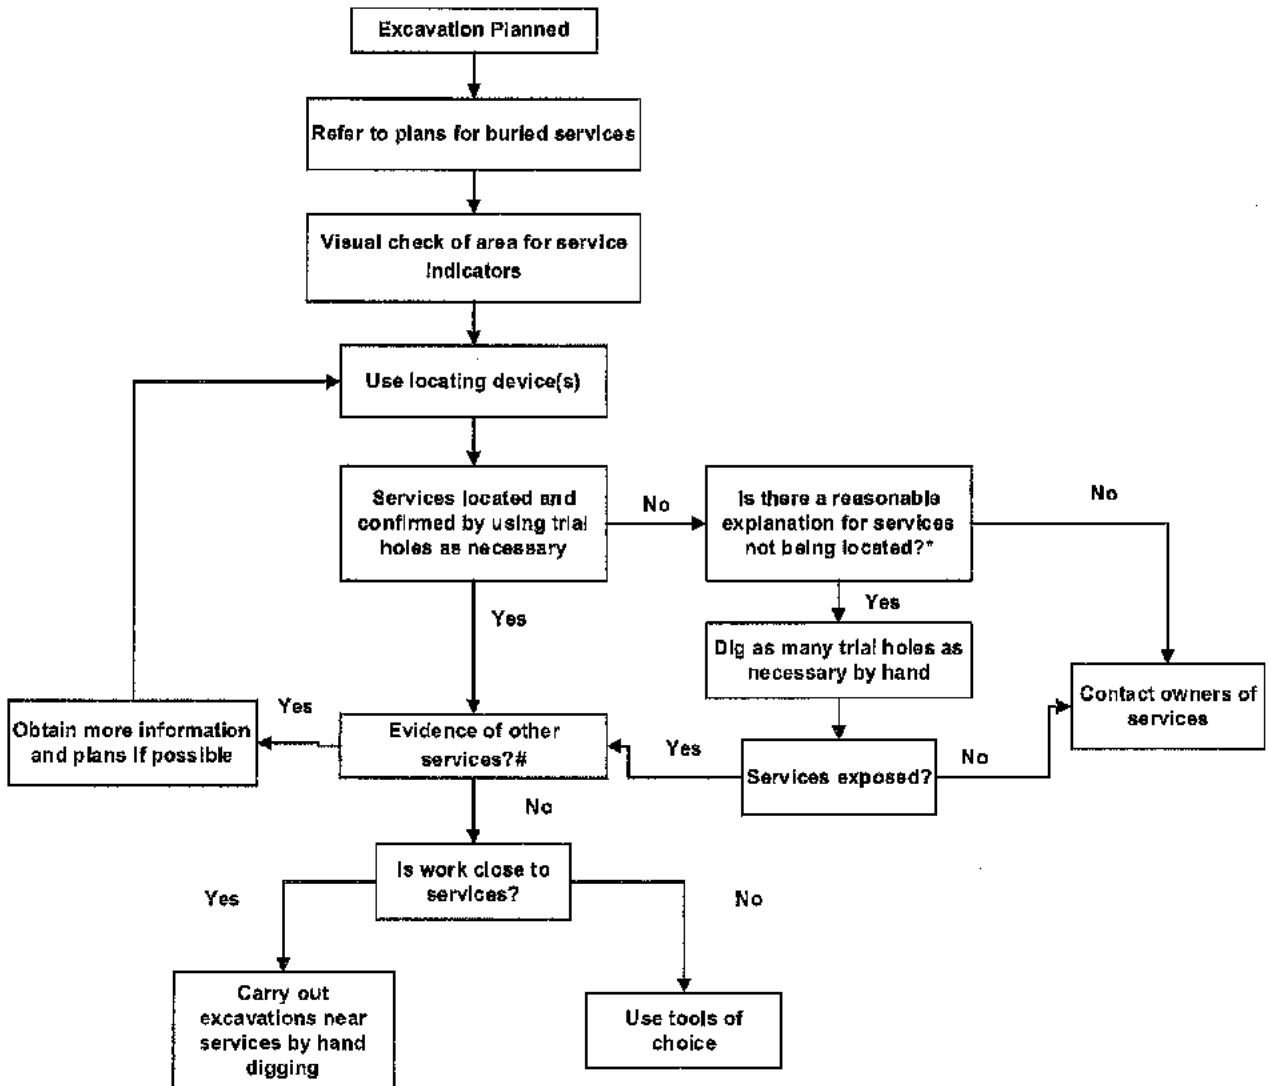 Excavation Planned
Refer to plans for buried services
Visual check of area for service
indicators
Use locating device(s)
Services located and
confirmed by using trial
holes as necessary
No
Is there a reasonable
explanation for services
not being located?*
No
Yes
Yes
Dig as many trial holes as
necessary by hand
Contact owners of
services
Obtain more information
and plans if possible
Yes
Evidence of other
services?#
Yes
Services exposed?
No
No
Is work close to
services?
Yes
No
Carry out
excavations near
services by hand
digging
Use tools of
choice